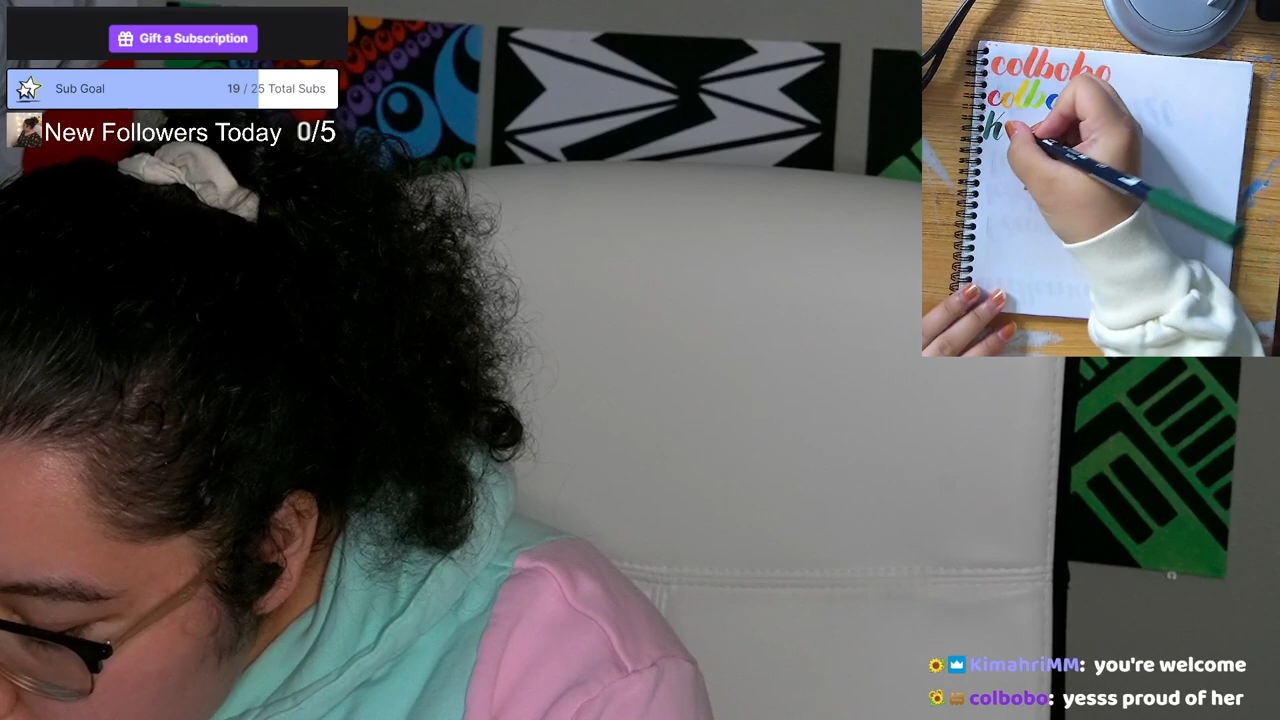 Gift a Subscription
Sub Goal 19 / 25 Total Subs
New Followers Today 0/5
colbobo
colb
K
KimahriMM: you're welcome
colbobo: yesss proud of her